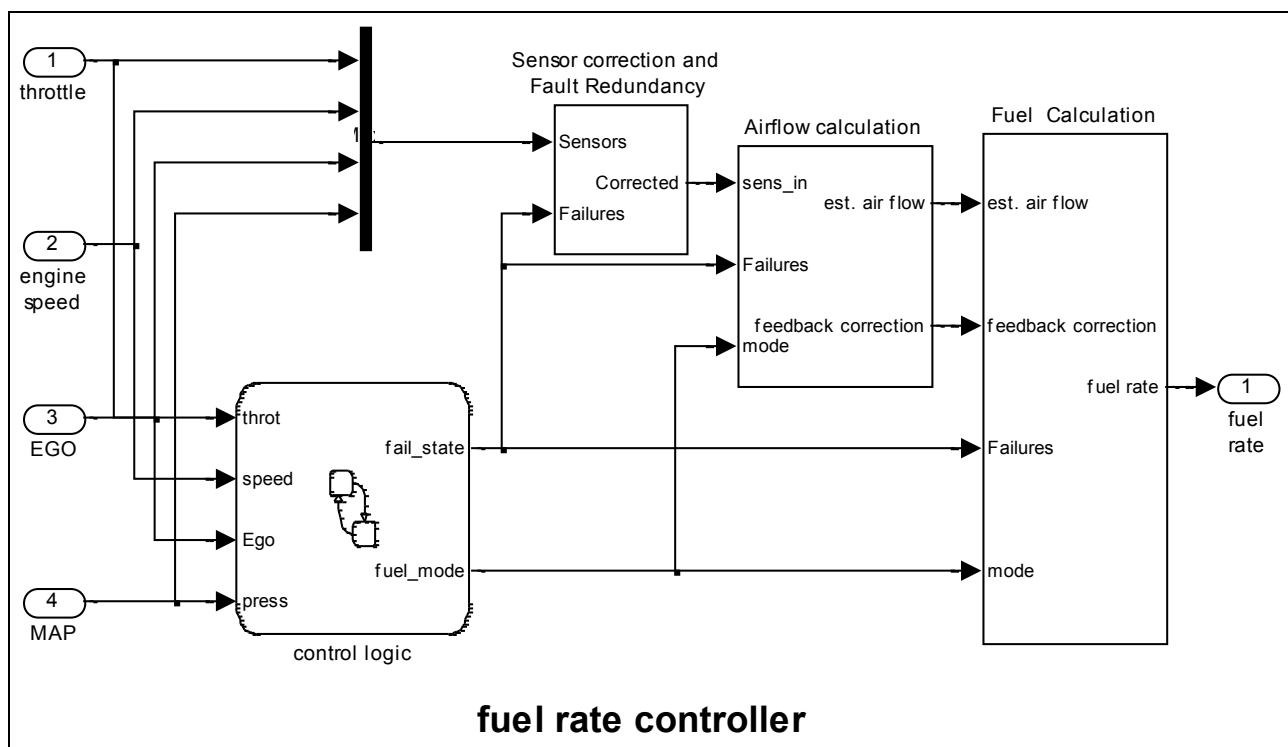 1
throttle
2
engine
speed
3
EGO
4
MAP
Sensor correction and
Fault Redundancy
Sensors
Corrected
Failures
Airflow calculation
sens_in
est. air flow
Failures
feedback correction
mode
Fuel Calculation
est. air flow
feedback correction
fuel rate
Failures
mode
1
fuel
rate
throt
fail_state
speed
Ego
fuel_mode
press
control logic
fuel rate controller